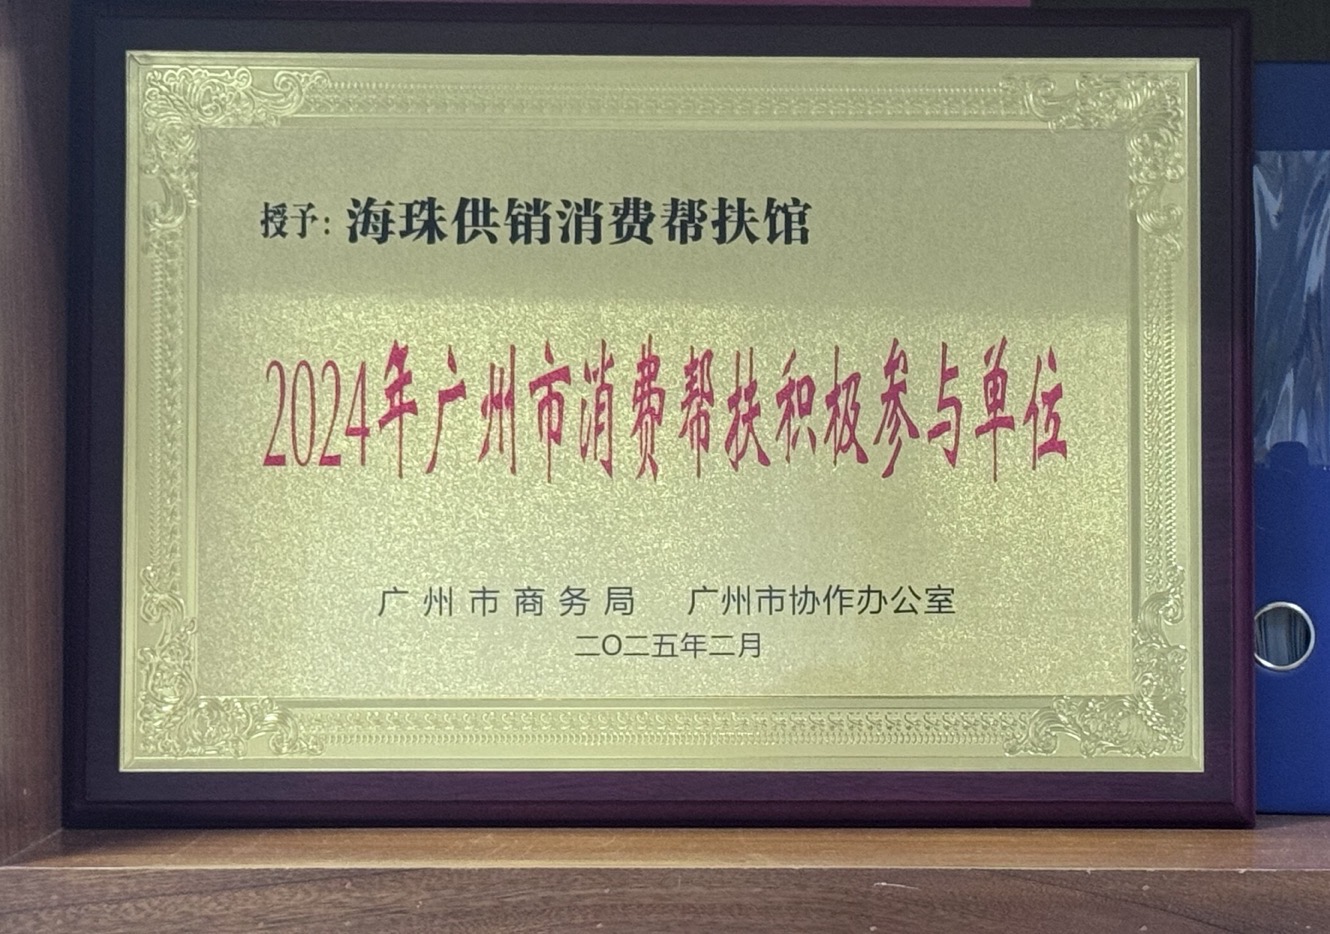 授予：海珠供销消费帮扶馆
2024年广州市消费帮扶积极参与单位
广州市商务局 广州市协作办公室
二〇二五年二月